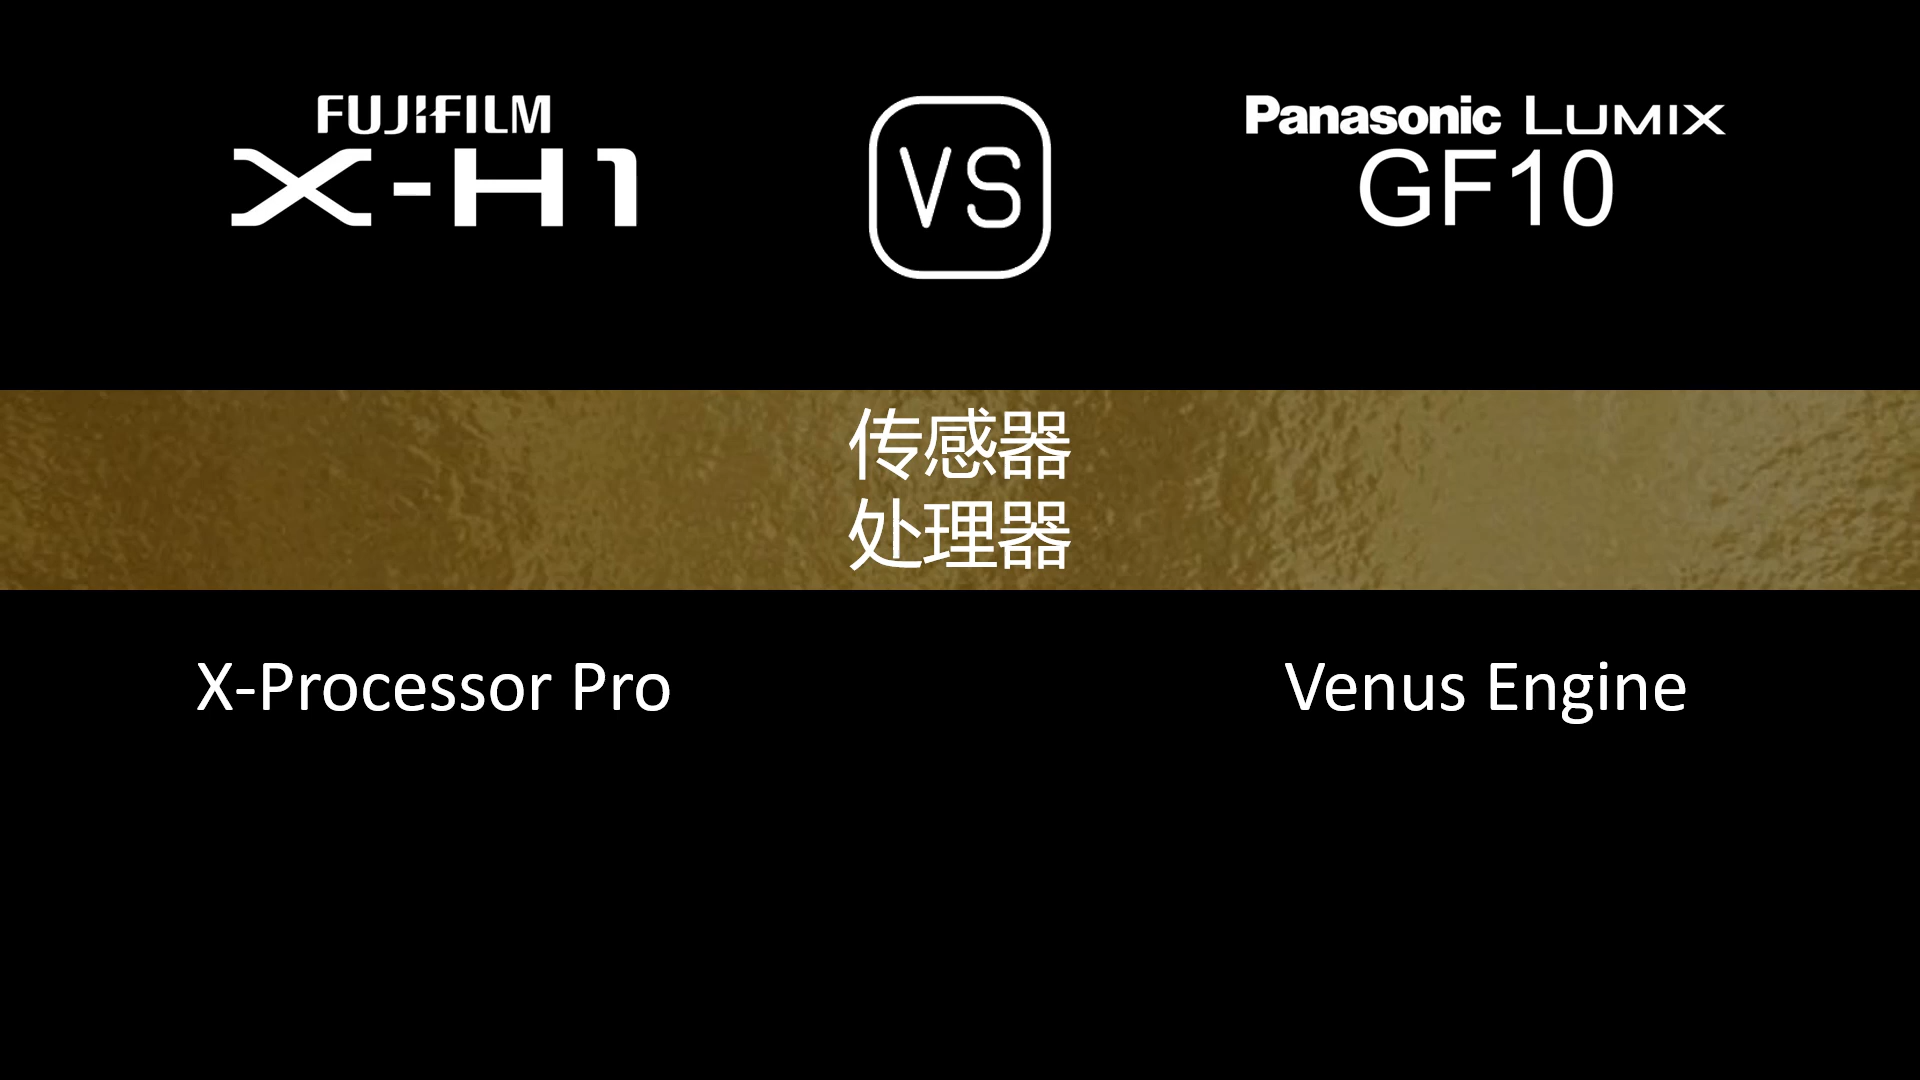 FUJIFILM
X-H1
VS
Panasonic LUMIX
GF10
传感器
处理器
X-Processor Pro
Venus Engine